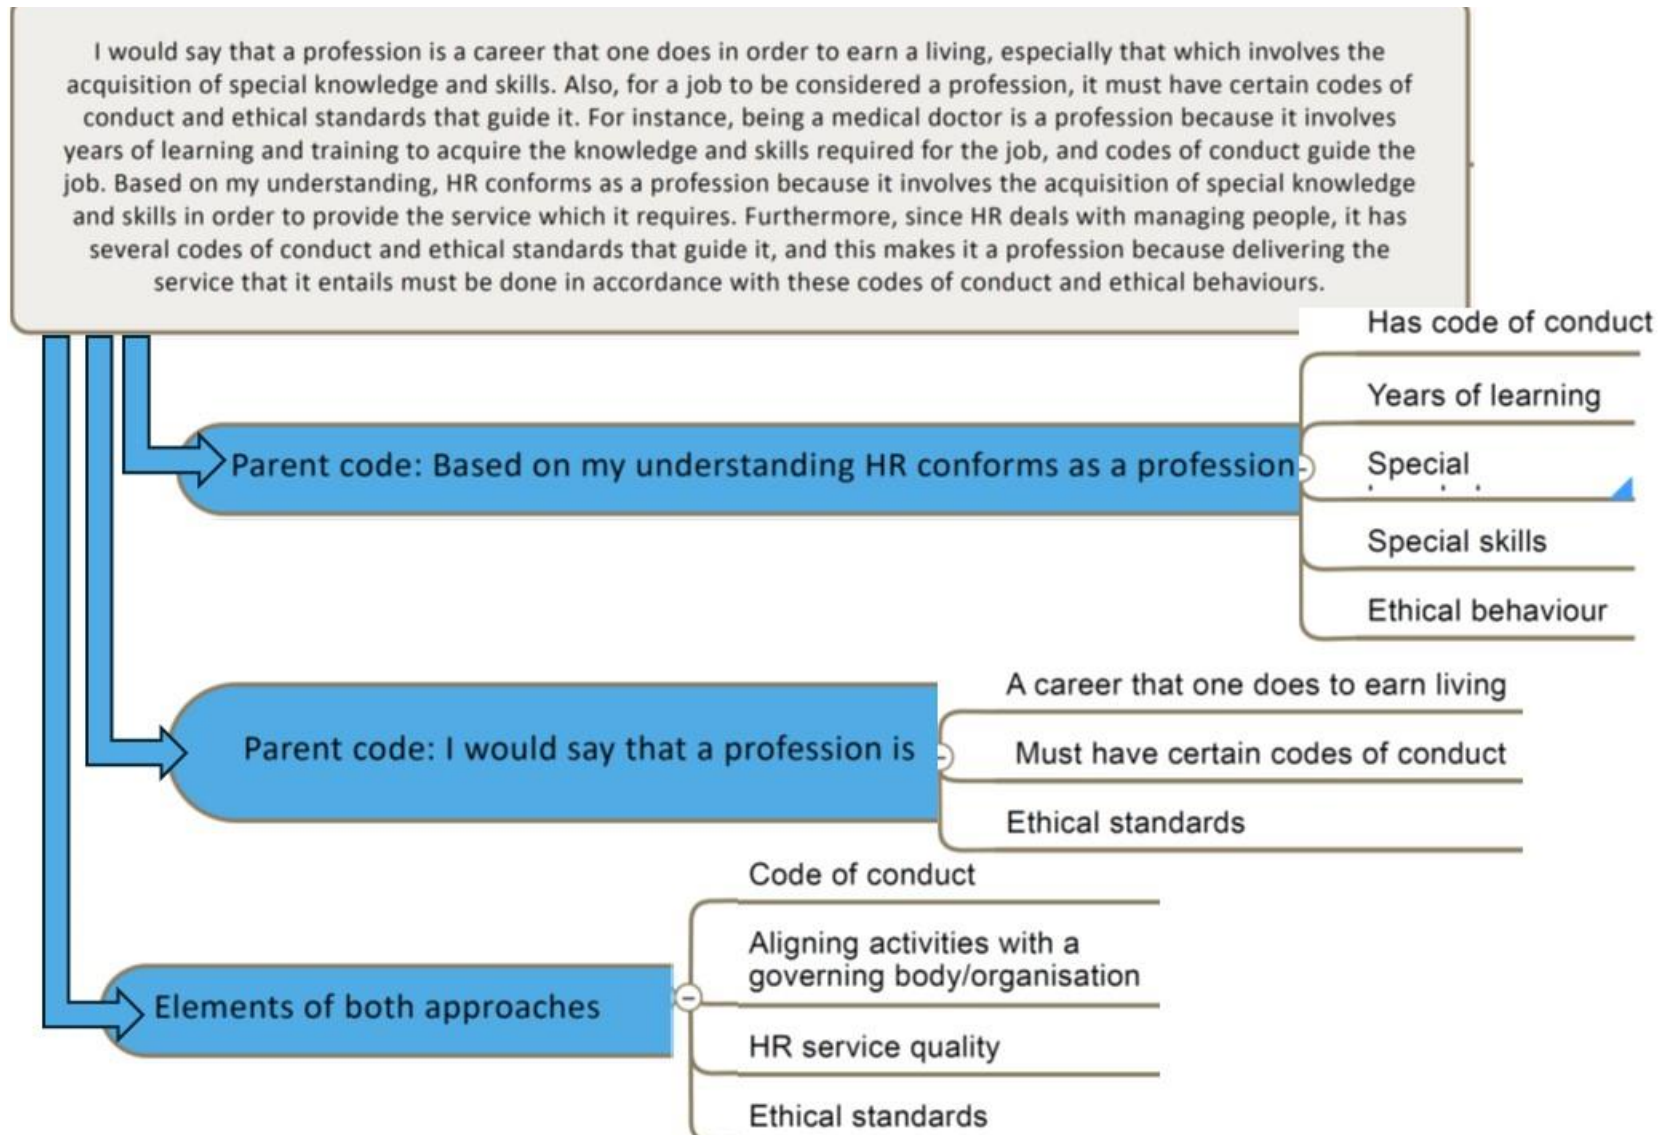 I would say that a profession is a career that one does in order to earn a living, especially that which involves the
acquisition of special knowledge and skills. Also, for a job to be considered a profession, it must have certain codes of
conduct and ethical standards that guide it. For instance, being a medical doctor is a profession because it involves
years of learning and training to acquire the knowledge and skills required for the job, and codes of conduct guide the
job. Based on my understanding, HR conforms as a profession because it involves the acquisition of special knowledge
and skills in order to provide the service which it requires. Furthermore, since HR deals with managing people, it has
several codes of conduct and ethical standards that guide it, and this makes it a profession because delivering the
service that it entails must be done in accordance with these codes of conduct and ethical behaviours.
Parent code: Based on my understanding HR conforms as a profession
Has code of conduct
Years of learning
Special
Special skills
Ethical behaviour
Parent code: I would say that a profession is
A career that one does to earn living
Must have certain codes of conduct
Ethical standards
Elements of both approaches
Code of conduct
Aligning activities with a
governing body/organisation
HR service quality
Ethical standards